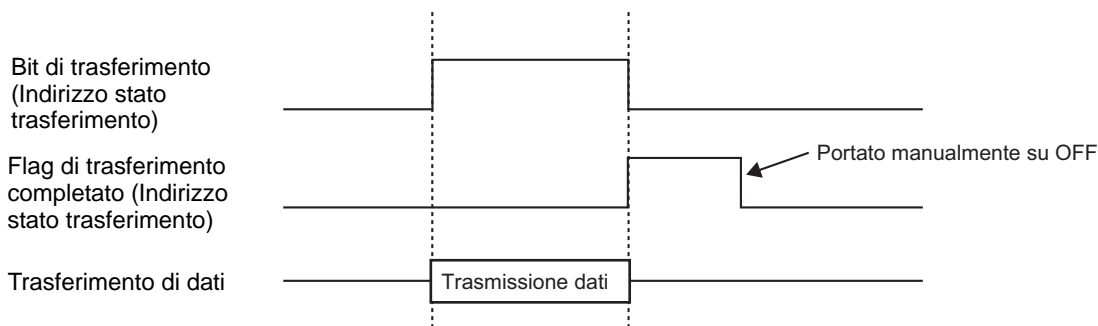 Bit di trasferimento
(Indirizzo stato
trasferimento)
Flag di trasferimento
completato (Indirizzo
stato trasferimento)
Portato manualmente su OFF
Trasferimento di dati
Trasmissione dati